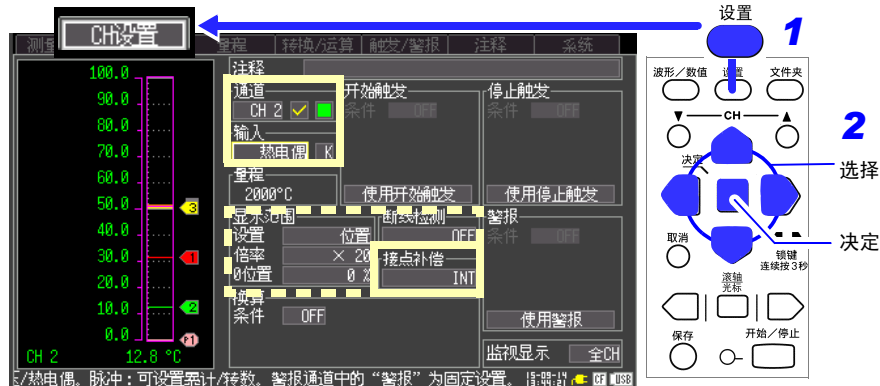 CH设置
测量
量程
转换/运算
触发/警报
注释
系统
100.0
90.0
80.0
70.0
60.0
50.0
40.0
30.0
20.0
10.0
0.0
3
1
2
P1
CH 2 12.8 °C
注释
通道
CH 2
输入
热电偶 K
量程
2000°C
开始触发
条件 OFF
使用开始触发
停止触发
条件 OFF
使用停止触发
显示范围
设置 位置
倍率 × 20
0位置 0 %
断线检测
OFF
接点补偿
INT
警报
条件 OFF
使用警报
换算
条件 OFF
监视显示 全CH
/热电偶。脉冲：可设置累计/转数。警报通道中的“警报”为固定设置。
CF USB
设置
1
波形／数值
设置
文件夹
CH
2
决定
选择
决定
取消
锁键
连续按3秒
滚轴
光标
保存
开始／停止